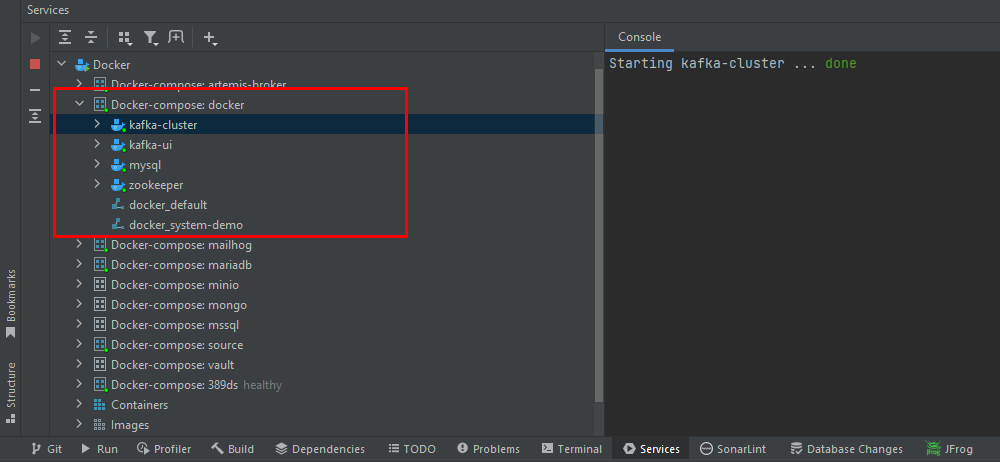 Services
Docker
Docker-compose: artemis-broker
Docker-compose: docker
kafka-cluster
kafka-ui
mysql
zookeeper
docker_default
docker_system-demo
Docker-compose: mailhog
Docker-compose: mariadb
Docker-compose: minio
Docker-compose: mongo
Docker-compose: mssql
Docker-compose: source
Docker-compose: vault
Docker-compose: 389ds healthy
Containers
Images
Console
Starting kafka-cluster ... done
Bookmarks
Structure
Git Run Profiler Build Dependencies TODO Problems Terminal Services SonarLint Database Changes JFrog